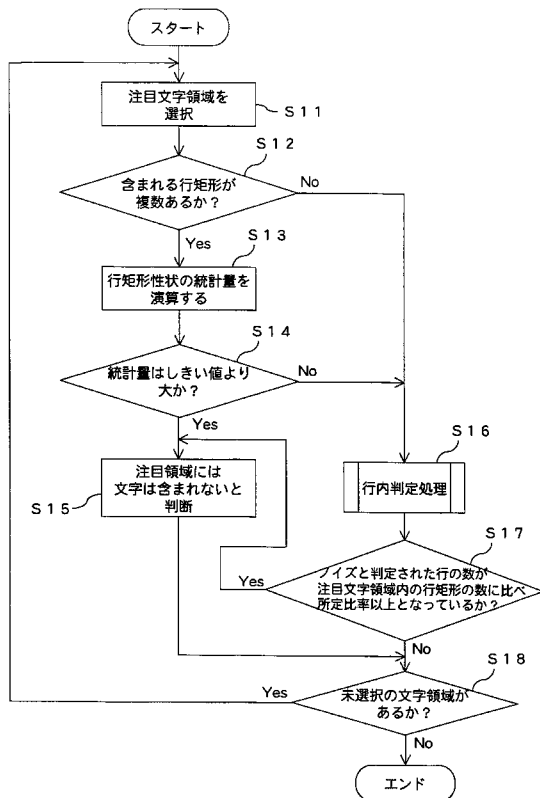 スタート
注目文字領域を
選択
S11
S12
含まれる行矩形が
複数あるか？
No
Yes
S13
行矩形性状の統計量を
演算する
S14
統計量はしきい値より
大か？
No
Yes
S16
注目領域には
文字は含まれないと
判断
S15
行内判定処理
S17
ノイズと判定された行の数が
注目文字領域内の行矩形の数に比べ
所定比率以上となっているか？
Yes
No
S18
Yes
未選択の文字領域が
あるか？
No
エンド